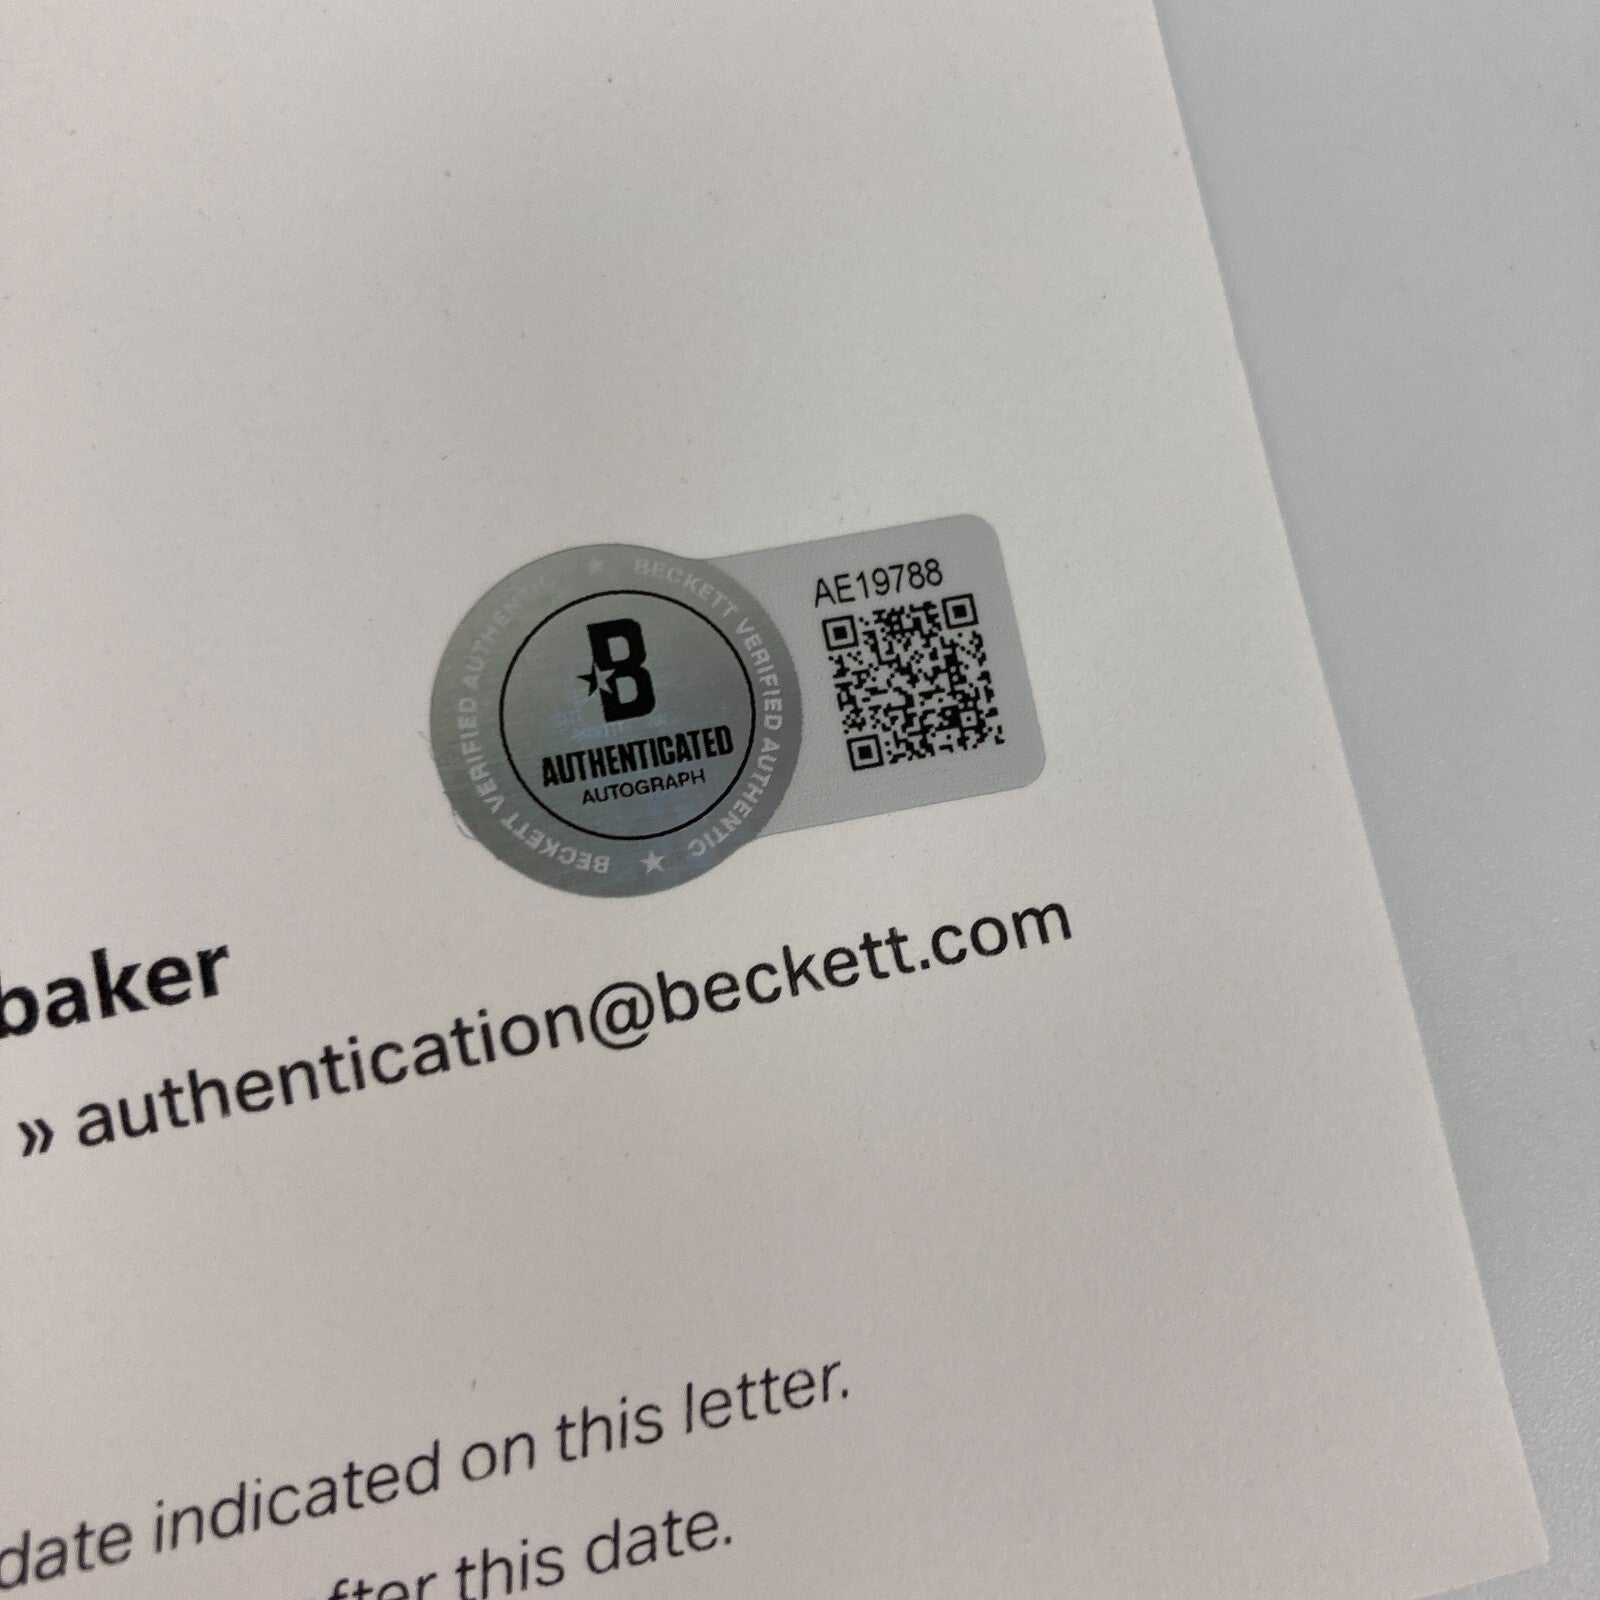 AE19788
BECKETT VERIFIED AUTHENTIC ★ BECKETT VERIFIED AUTHENTIC ★
B
AUTHENTICATED
AUTOGRAPH
baker
» authentication@beckett.com
date indicated on this letter.
after this date.